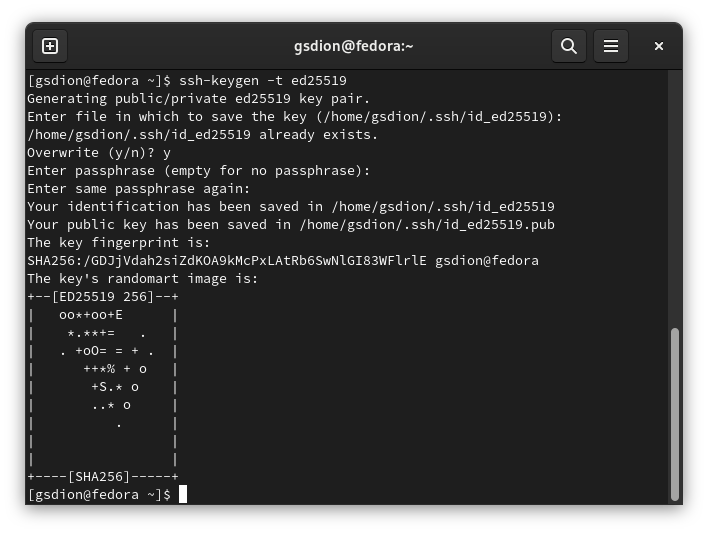 gsdion@fedora:~
[gsdion@fedora ~]$ ssh-keygen -t ed25519
Generating public/private ed25519 key pair.
Enter file in which to save the key (/home/gsdion/.ssh/id_ed25519):
/home/gsdion/.ssh/id_ed25519 already exists.
Overwrite (y/n)? y
Enter passphrase (empty for no passphrase):
Enter same passphrase again:
Your identification has been saved in /home/gsdion/.ssh/id_ed25519
Your public key has been saved in /home/gsdion/.ssh/id_ed25519.pub
The key fingerprint is:
SHA256:/GDJjVdah2siZdKOA9kMcPxLAtRb6SwNlGI83WFlrlE gsdion@fedora
The key's randomart image is:
+--[ED25519 256]--+
|   oo*+oo+E      |
|    *.**+=   .   |
|   . +oO= = + .  |
|      ++*% + o   |
|       +S.* o    |
|       ..* o     |
|          .      |
|                 |
|                 |
+----[SHA256]-----+
[gsdion@fedora ~]$